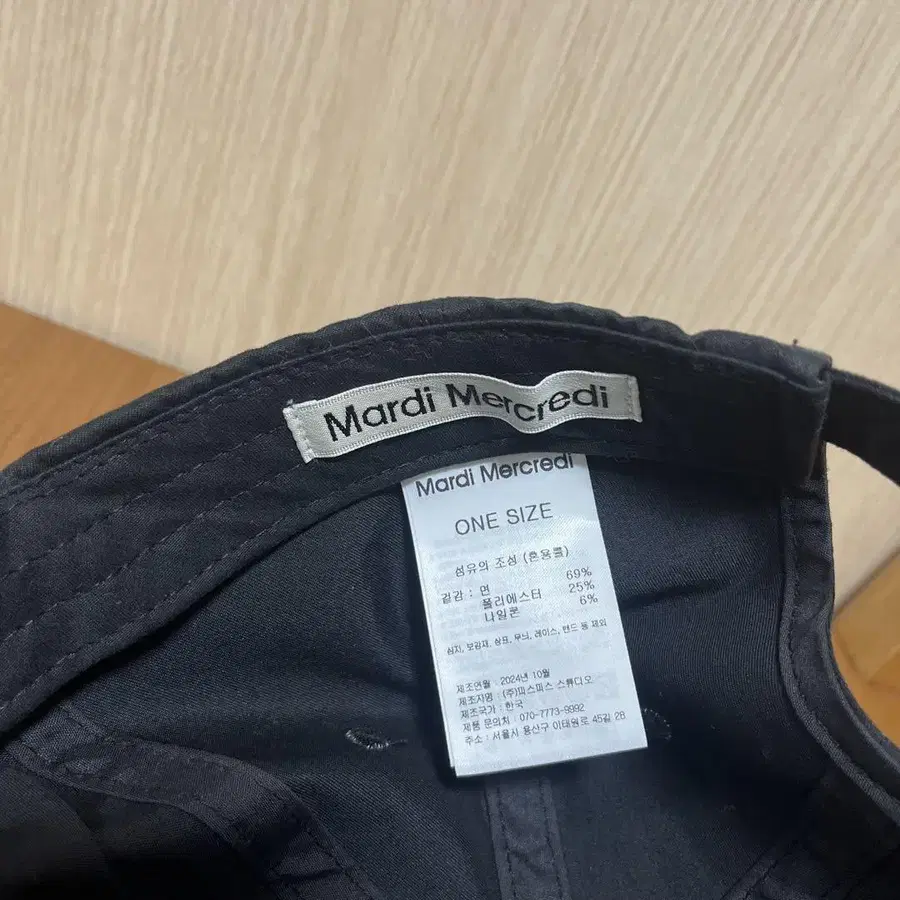 Mardi Mercredi
Mardi Mercredi
ONE SIZE
섬유의 조성 (혼용률)
겉감 : 면 69%
폴리에스터 25%
나일론 6%
심지, 보강재, 상표, 무늬, 레이스, 밴드 등 제외
제조연월 : 2024년 10월
제조자명 : (주)피스피스 스튜디오
제조국가 : 한국
제품 문의처 : 070-7773-9992
주소 : 서울시 용산구 이태원로 45길 28